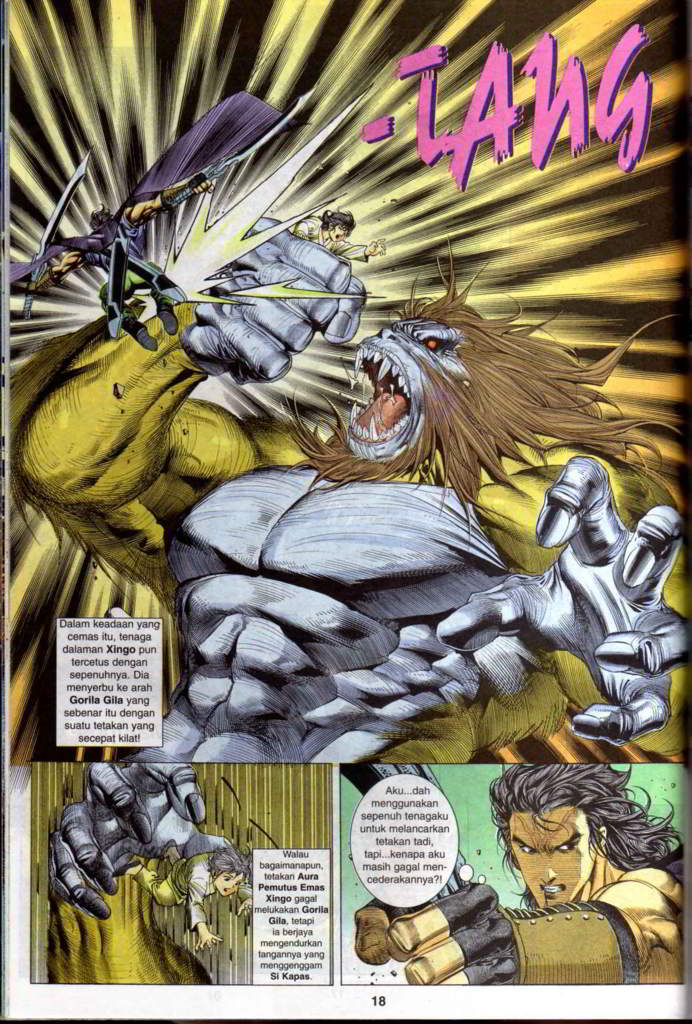 -TANG
Dalam keadaan yang
cemas itu, tenaga
dalaman Xingo pun
tercetus dengan
sepenuhnya. Dia
menyerbu ke arah
Gorila Gila yang
sebenar itu dengan
suatu tetakan yang
secepat kilat!
Walau
bagaimanapun,
tetakan Aura
Pemutus Emas
Xingo gagal
melukakan Gorila
Gila, tetapi
ia berjaya
mengendurkan
tangannya yang
menggenggam
Si Kapas.
Aku...dah
menggunakan
sepenuh tenagaku
untuk melancarkan
tetakan tadi,
tapi...kenapa aku
masih gagal men-
cederakannya?!
18